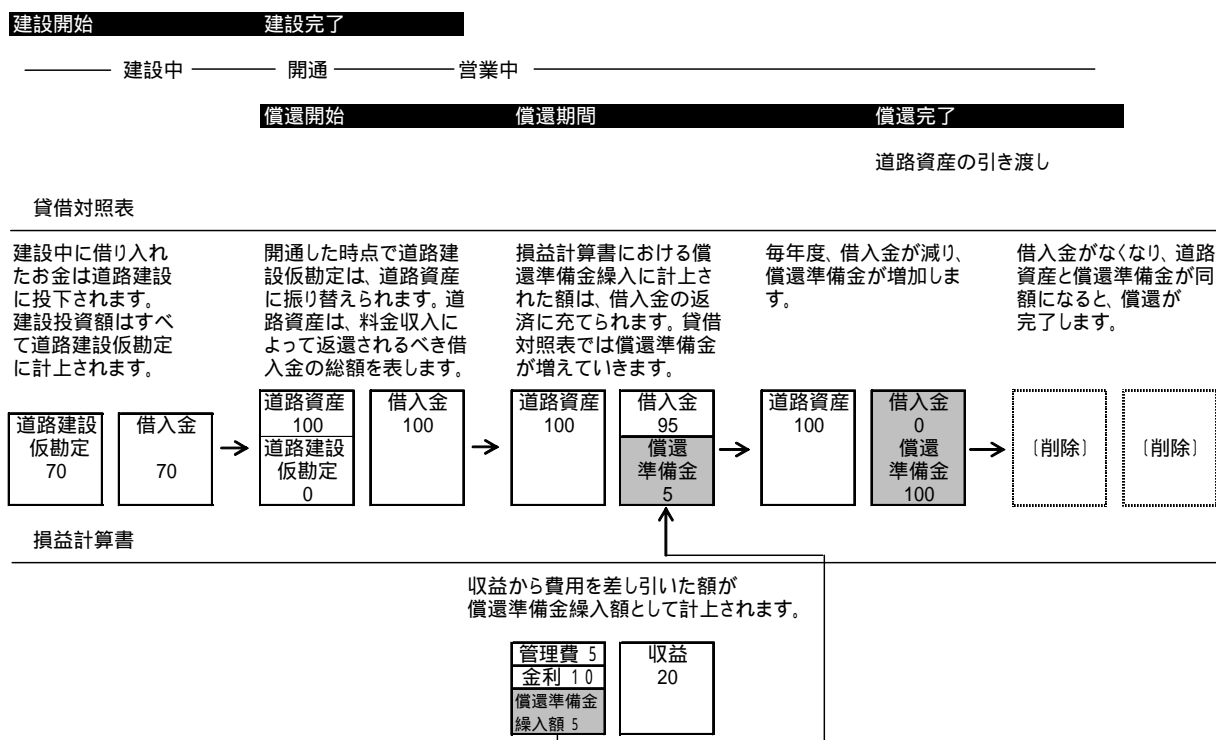 建設開始 建設完了
建設中 開通 営業中
償還開始 償還期間 償還完了
道路資産の引き渡し
貸借対照表
建設中に借り入れ
たお金は道路建設
に投下されます。
建設投資額はすべ
て道路建設仮勘定
に計上されます。
開通した時点で道路建
設仮勘定は、道路資産
に振り替えられます。道
路資産は、料金収入に
よって返還されるべき借
入金の総額を表します。
損益計算書における償
還準備金繰入に計上さ
れた額は、借入金の返
済に充てられます。貸借
対照表では償還準備金
が増えていきます。
毎年度、借入金が減り、
償還準備金が増加しま
す。
借入金がなくなり、道路
資産と償還準備金が同
額になると、償還が
完了します。
道路建設
仮勘定
70
借入金
70
道路資産
100
道路建設
仮勘定
0
借入金
100
道路資産
100
借入金
95
償還
準備金
5
道路資産
100
借入金
0
償還
準備金
100
〔削除〕
〔削除〕
損益計算書
収益から費用を差し引いた額が
償還準備金繰入額として計上されます。
管理費 5
金利 10
償還準備金
繰入額 5
収益
20